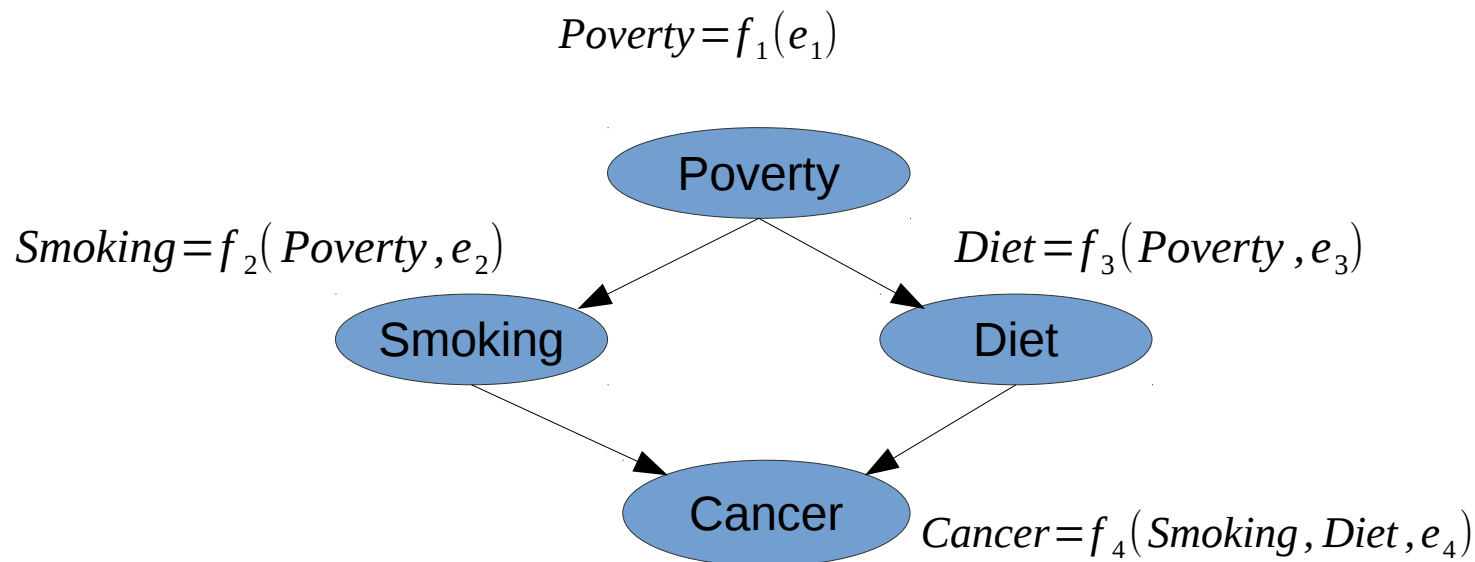 Poverty=f₁(e₁)
Poverty
Smoking=f₂(Poverty,e₂)
Diet=f₃(Poverty,e₃)
Smoking
Diet
Cancer
Cancer=f₄(Smoking,Diet,e₄)